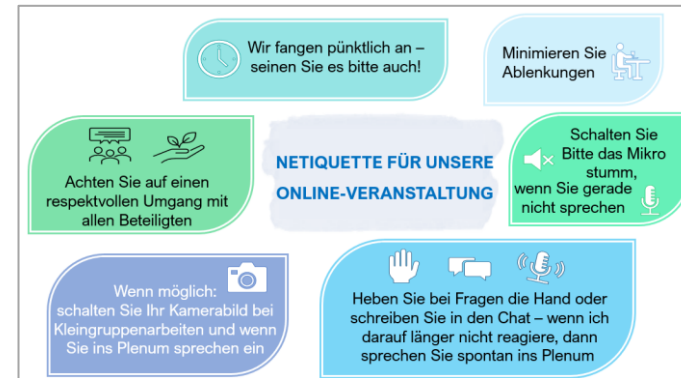 Wir fangen pünktlich an –
seinen Sie es bitte auch!
Minimieren Sie
Ablenkungen
Achten Sie auf einen
respektvollen Umgang mit
allen Beteiligten
NETIQUETTE FÜR UNSERE
ONLINE-VERANSTALTUNG
Schalten Sie
Bitte das Mikro
stumm,
wenn Sie gerade
nicht sprechen
Wenn möglich:
schalten Sie Ihr Kamerabild bei
Kleingruppenarbeiten und wenn
Sie ins Plenum sprechen ein
Heben Sie bei Fragen die Hand oder
schreiben Sie in den Chat – wenn ich
darauf länger nicht reagiere, dann
sprechen Sie spontan ins Plenum